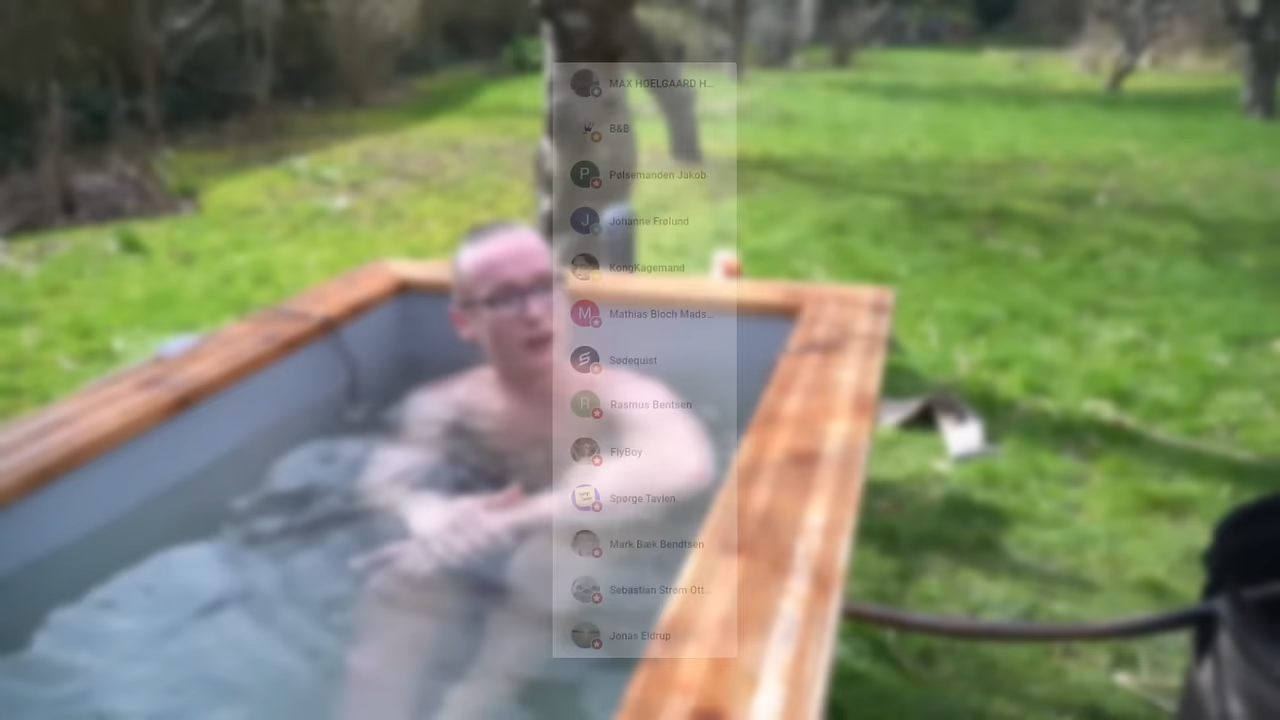 MAX HOELGAARD H...
B&B
P
Pølsemanden Jakob
J
Johanne Frølund
KongKagemand
M
Mathias Bloch Mads...
Sødequist
R
Rasmus Bentsen
FlyBoy
Spørge Tavlen
Mark Bæk Bendtsen
Sebastian Strøm Ott...
Jonas Eldrup